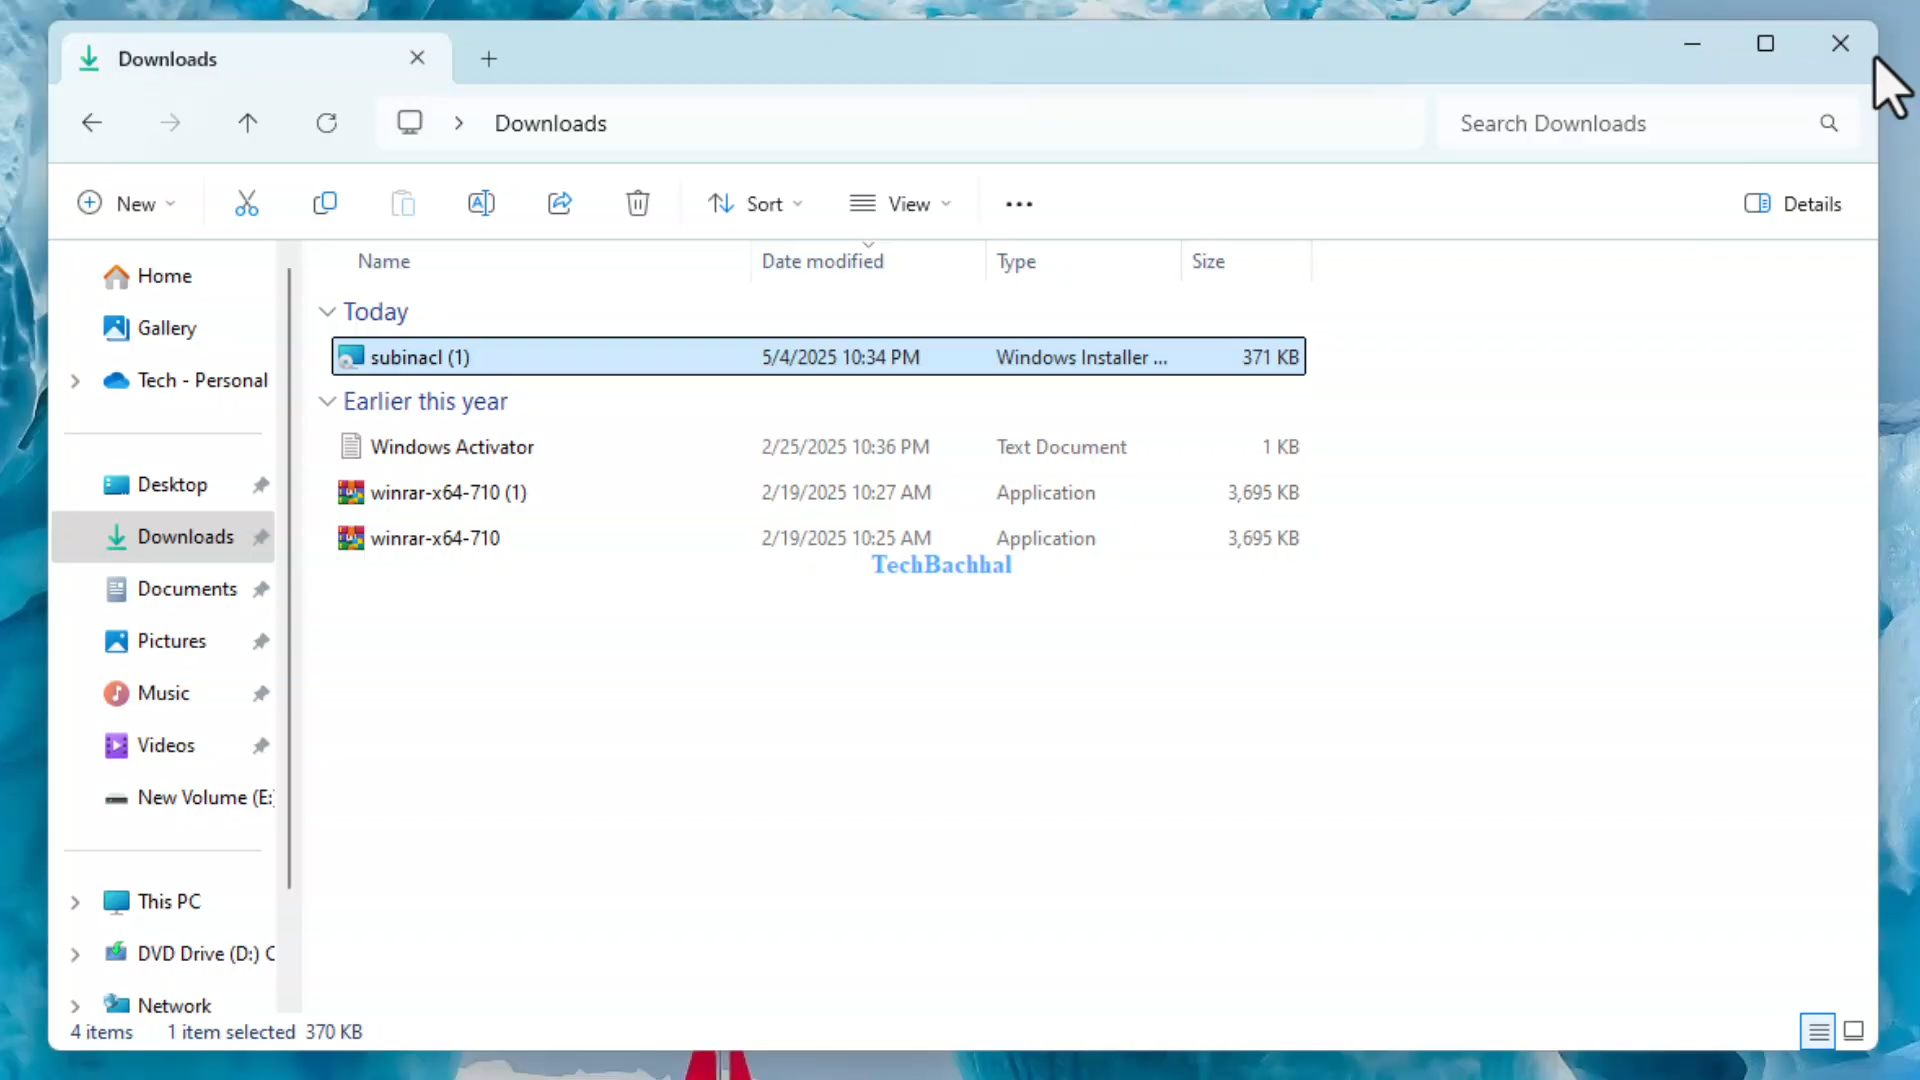 Downloads
Downloads
Search Downloads
New
Sort
View
Details
Name Date modified Type Size
Home
Gallery
Tech - Personal
Desktop
Downloads
Documents
Pictures
Music
Videos
New Volume (E:
This PC
DVD Drive (D:) C
Network
Today
subinacl (1) 5/4/2025 10:34 PM Windows Installer ... 371 KB
Earlier this year
Windows Activator 2/25/2025 10:36 PM Text Document 1 KB
winrar-x64-710 (1) 2/19/2025 10:27 AM Application 3,695 KB
winrar-x64-710 2/19/2025 10:25 AM Application 3,695 KB
TechBachhal
4 items 1 item selected 370 KB